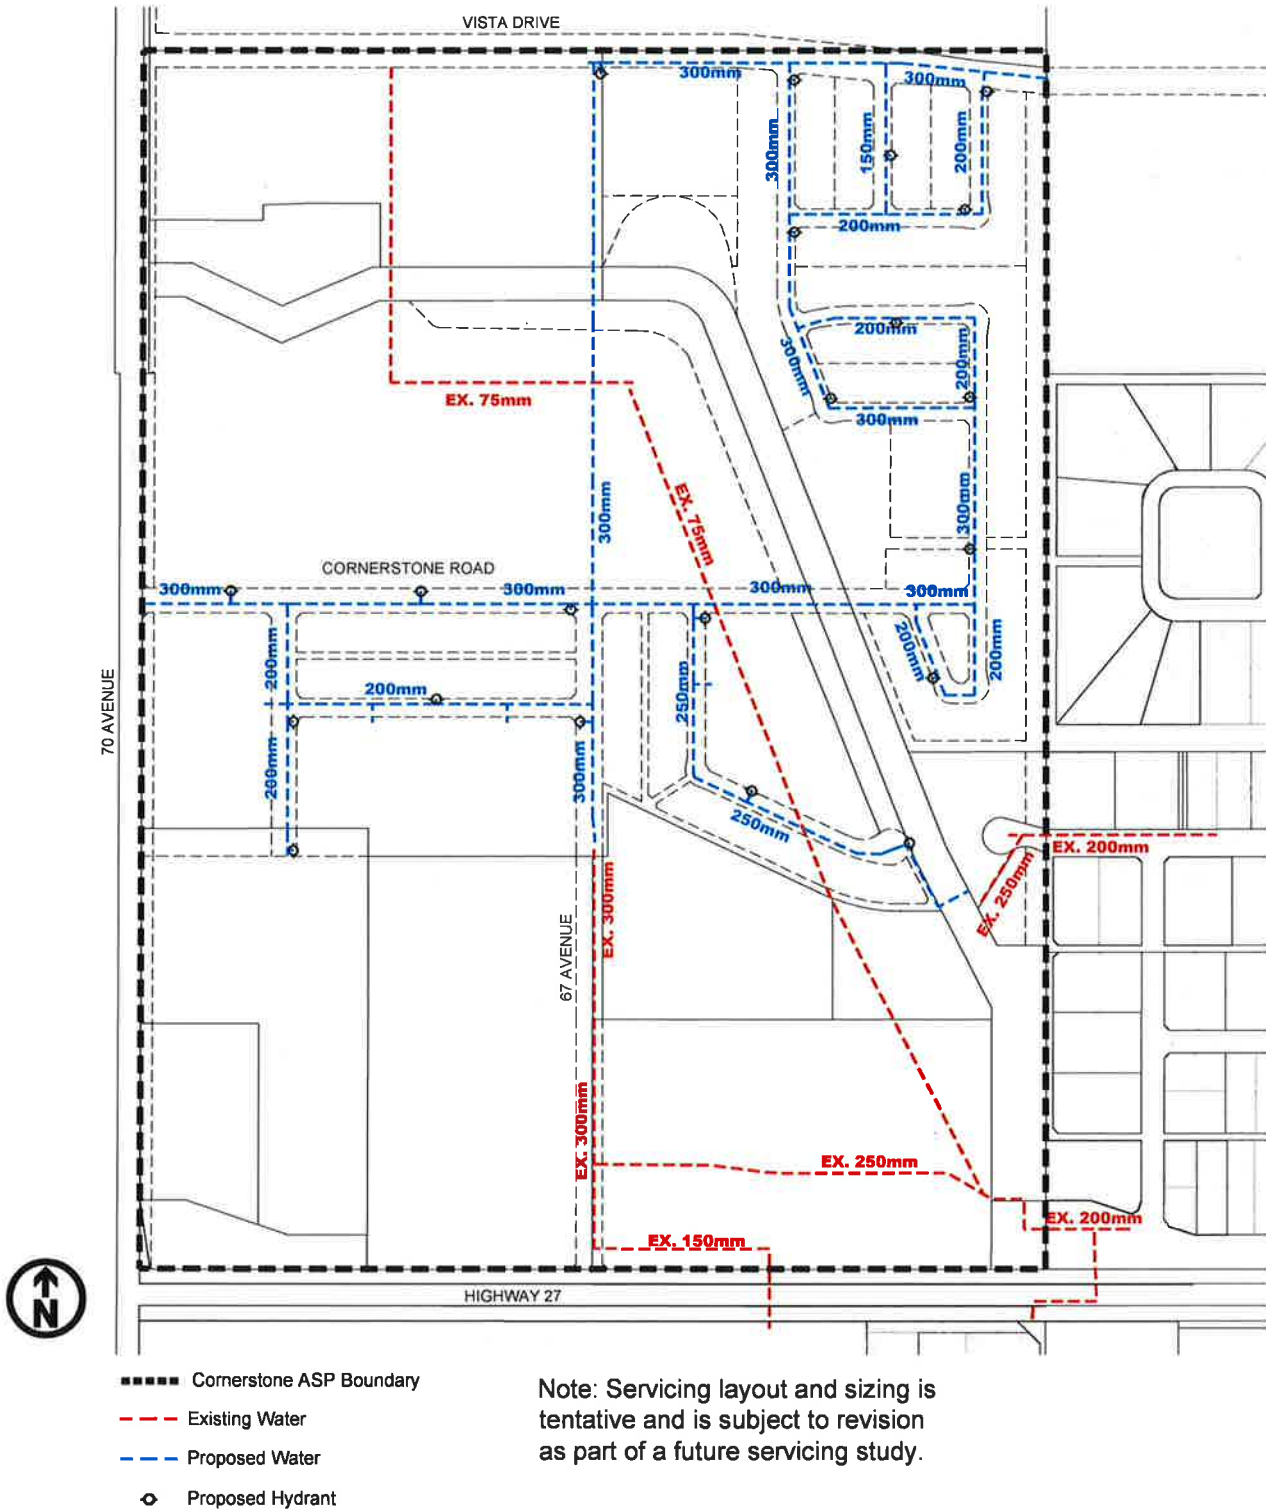 VISTA DRIVE
300mm
300mm
300mm
150mm
200mm
200mm
200mm
300mm
200mm
EX. 75mm
300mm
EX. 75mm
300mm
300mm
CORNERSTONE ROAD
300mm
300mm
300mm
300mm
200mm
200mm
200mm
200mm
250mm
70 AVENUE
200mm
300mm
250mm
EX. 200mm
EX. 250mm
EX. 300mm
67 AVENUE
EX. 300mm
EX. 250mm
EX. 200mm
EX. 150mm
HIGHWAY 27
N
Cornerstone ASP Boundary
Existing Water
Proposed Water
Proposed Hydrant
Note: Servicing layout and sizing is
tentative and is subject to revision
as part of a future servicing study.